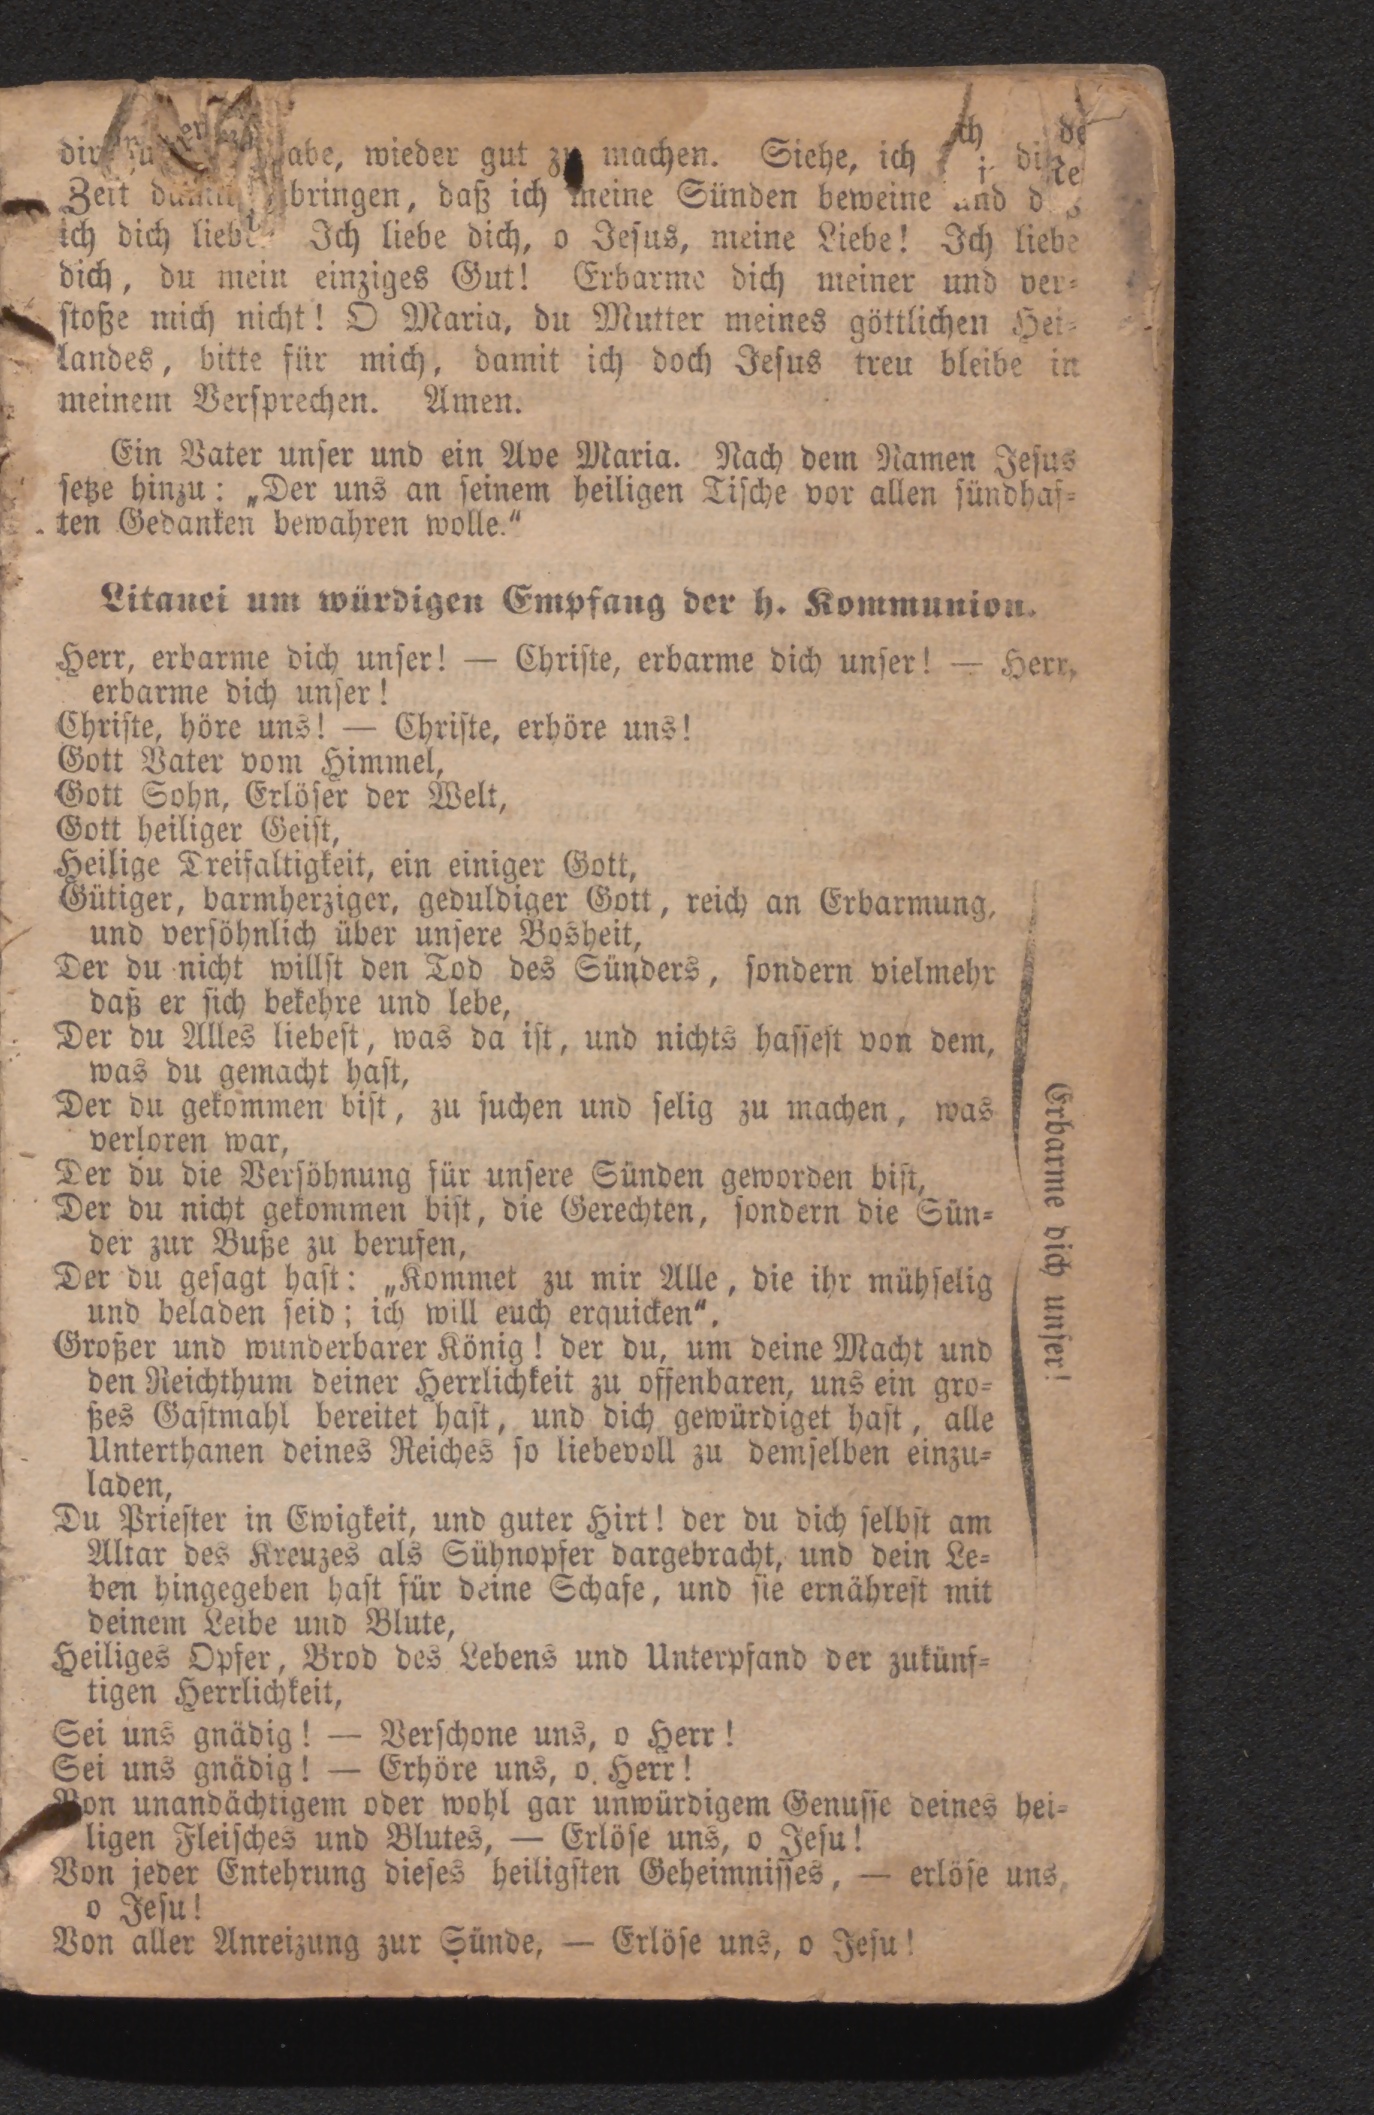 dir zu abe, wieder gut zu machen. Siehe, ich
Zeit bringen, daß ich meine Sünden beweine und
ich dich Ich liebe dich, o Jesus, meine Liebe! Ich liebe
dich, du mein einziges Gut! Erbarme dich meiner und ver-
stoße mich nicht! O Maria, du Mutter meines göttlichen Hei-
landes, bitte für mich, damit ich doch Jesus treu bleibe in
meinem Versprechen. Amen.
Ein Vater unser und ein Ave Maria. Nach dem Namen Jesus
setze hinzu: „Der uns an seinem heiligen Tische vor allen sündhaf-
ten Gedanken bewahren wolle.“
Litanei um würdigen Empfang der h. Kommunion.
Herr, erbarme dich unser! — Christe, erbarme dich unser! — Herr,
erbarme dich unser!
Christe, höre uns! — Christe, erhöre uns!
Gott Vater vom Himmel,
Gott Sohn, Erlöser der Welt,
Gott heiliger Geist,
Heilige Dreifaltigkeit, ein einiger Gott,
Gütiger, barmherziger, geduldiger Gott, reich an Erbarmung,
und versöhnlich über unsere Bosheit,
Der du nicht willst den Tod des Sünders, sondern vielmehr
daß er sich bekehre und lebe,
Der du Alles liebest, was da ist, und nichts hassest von dem,
was du gemacht hast,
Der du gekommen bist, zu suchen und selig zu machen, was
verloren war,
Der du die Versöhnung für unsere Sünden geworden bist,
Der du nicht gekommen bist, die Gerechten, sondern die Sün-
der zur Buße zu berufen,
Der du gesagt hast: „Kommet zu mir Alle, die ihr mühselig
und beladen seid; ich will euch erquicken“,
Großer und wunderbarer König! der du, um deine Macht und
den Reichthum deiner Herrlichkeit zu offenbaren, uns ein gro-
ßes Gastmahl bereitet hast, und dich gewürdiget hast, alle
Unterthanen deines Reiches so liebevoll zu demselben einzu-
laden,
Du Priester in Ewigkeit, und guter Hirt! der du dich selbst am
Altar des Kreuzes als Sühnopfer dargebracht, und dein Le-
ben hingegeben hast für deine Schafe, und sie ernährest mit
deinem Leibe und Blute,
Heiliges Opfer, Brod des Lebens und Unterpfand der zukünf-
tigen Herrlichkeit,
Erbarme dich unser!
Sei uns gnädig! — Verschone uns, o Herr!
Sei uns gnädig! — Erhöre uns, o Herr!
Von unandächtigem oder wohl gar unwürdigem Genusse deines hei-
ligen Fleisches und Blutes, — Erlöse uns, o Jesu!
Von jeder Entehrung dieses heiligsten Geheimnisses, — erlöse uns,
o Jesu!
Von aller Anreizung zur Sünde, — Erlöse uns, o Jesu!